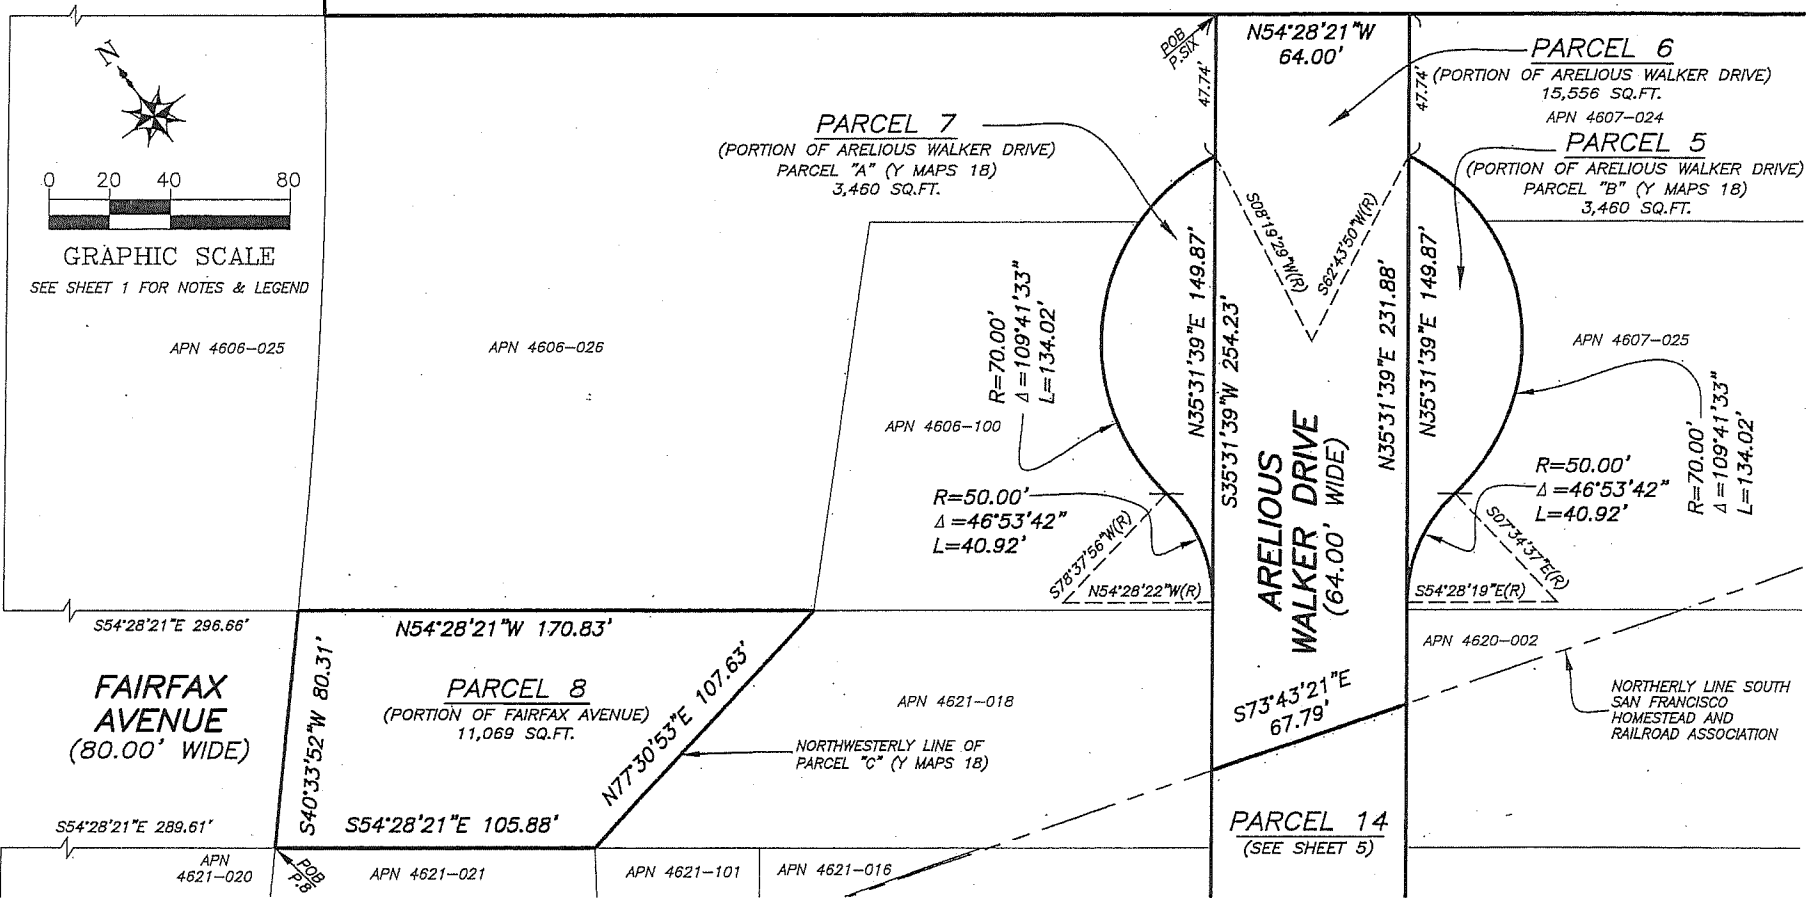 N
0 20 40 80
GRAPHIC SCALE
SEE SHEET 1 FOR NOTES & LEGEND
APN 4606-025
APN 4606-026
POB
P.SIX
47.74'
N54°28'21"W
64.00'
47.74'
PARCEL 6
(PORTION OF ARELIOUS WALKER DRIVE)
15,556 SQ.FT.
APN 4607-024
PARCEL 7
(PORTION OF ARELIOUS WALKER DRIVE)
PARCEL "A" (Y MAPS 18)
3,460 SQ.FT.
PARCEL 5
(PORTION OF ARELIOUS WALKER DRIVE)
PARCEL "B" (Y MAPS 18)
3,460 SQ.FT.
S08°19'29"W(R)
S62°43'50"W(R)
R=70.00'
Δ=109°41'33"
L=134.02'
N35°31'39"E 149.87'
S35°31'39"W 254.23'
N35°31'39"E 231.88'
N35°31'39"E 149.87'
APN 4607-025
R=70.00'
Δ=109°41'33"
L=134.02'
APN 4606-100
R=50.00'
Δ=46°53'42"
L=40.92'
R=50.00'
Δ=46°53'42"
L=40.92'
S78°37'56"W(R)
N54°28'22"W(R)
S07°34'37"E(R)
S54°28'19"E(R)
ARELIOUS
WALKER DRIVE
(64.00' WIDE)
S54°28'21"E 296.66'
N54°28'21"W 170.83'
FAIRFAX
AVENUE
(80.00' WIDE)
S40°33'52"W 80.31'
PARCEL 8
(PORTION OF FAIRFAX AVENUE)
11,069 SQ.FT.
N77°30'53"E 107.63'
APN 4621-018
NORTHWESTERLY LINE OF
PARCEL "C" (Y MAPS 18)
S73°43'21"E
67.79'
APN 4620-002
NORTHERLY LINE SOUTH
SAN FRANCISCO
HOMESTEAD AND
RAILROAD ASSOCIATION
S54°28'21"E 289.61'
S54°28'21"E 105.88'
PARCEL 14
(SEE SHEET 5)
APN
4621-020
POB
P.8
APN 4621-021
APN 4621-101
APN 4621-016